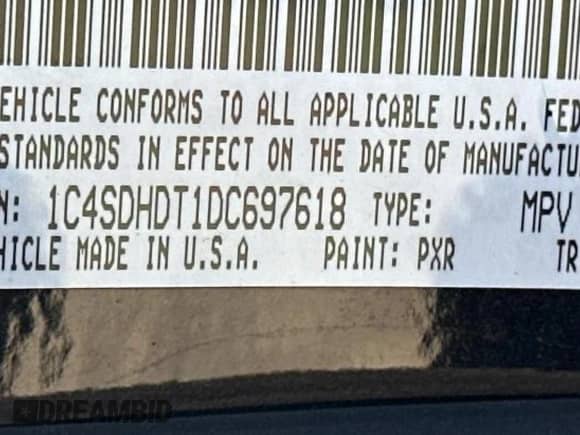 EHICLE CONFORMS TO ALL APPLICABLE U.S.A. FED
STANDARDS IN EFFECT ON THE DATE OF MANUFACTU
N: 1C4SDHDT1DC697618 TYPE: MPV
HICLE MADE IN U.S.A. PAINT: PXR TR
DREAMBID